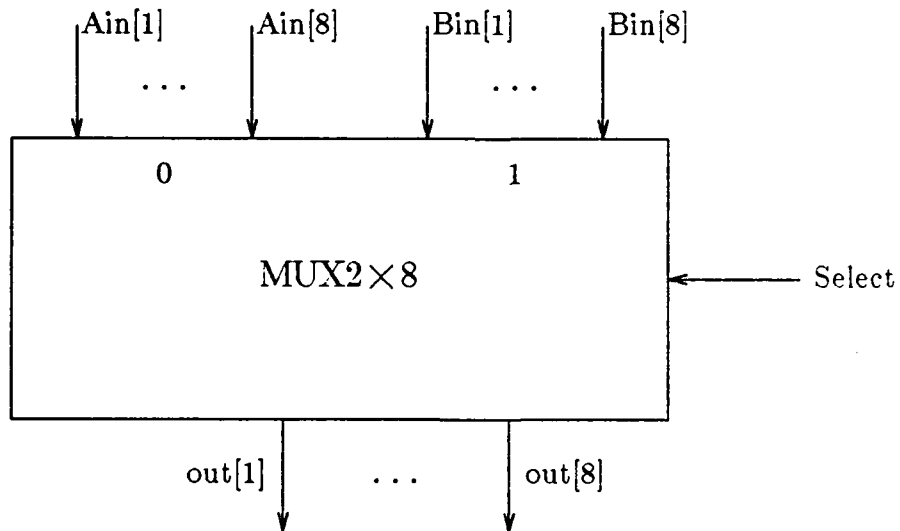 Ain[1] Ain[8] Bin[1] Bin[8]
... ...
0 1
MUX2×8
Select
out[1] ... out[8]